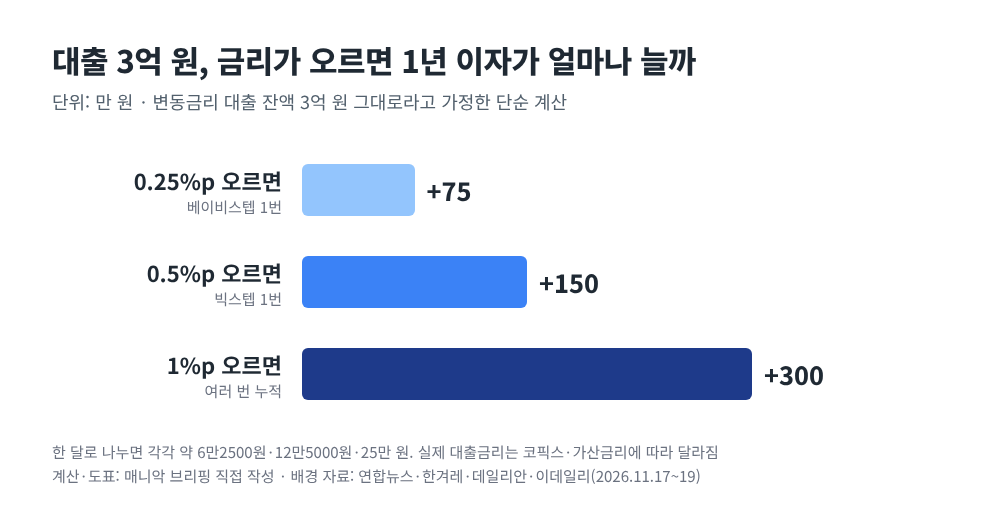 대출 3억 원, 금리가 오르면 1년 이자가 얼마나 늘까
단위: 만 원 · 변동금리 대출 잔액 3억 원 그대로라고 가정한 단순 계산
0.25%p 오르면
베이비스텝 1번
+75
0.5%p 오르면
빅스텝 1번
+150
1%p 오르면
여러 번 누적
+300
한 달로 나누면 각각 약 6만2500원·12만5000원·25만 원. 실제 대출금리는 코픽스·가산금리에 따라 달라짐
계산·도표: 매니악 브리핑 직접 작성 · 배경 자료: 연합뉴스·한겨레·데일리안·이데일리(2026.11.17~19)